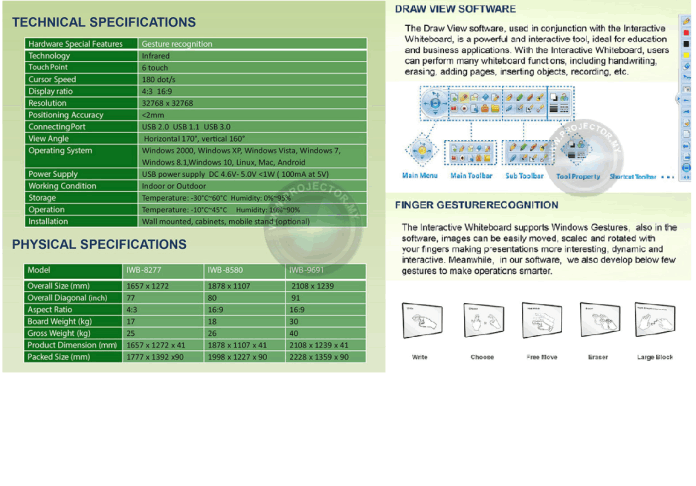 TECHNICAL SPECIFICATIONS
Hardware Special Features Gesture recognition
Technology Infrared
Touch Point 6 touch
Cursor Speed 180 dot/s
Display ratio 4:3 16:9
Resolution 32768 x 32768
Positioning Accuracy <2mm
ConnectingPort USB 2.0 USB 1.1 USB 3.0
View Angle Horizontal 170°, vertical 160°
Operating System Windows 2000, Windows XP, Windows Vista, Windows 7,
Windows 8.1,Windows 10, Linux, Mac, Android
Power Supply USB power supply DC 4.6V- 5.0V <1W ( 100mA at 5V)
Working Condition Indoor or Outdoor
Storage Temperature: -30°C~60°C Humidity: 0%~95%
Operation Temperature: -10°C~45°C Humidity: 16%~90%
Installation Wall mounted, cabinets, mobile stand (optional)
PHYSICAL SPECIFICATIONS
Model IWB-8277 IWB-8580 IWB-9691
Overall Size (mm) 1657 x 1272 1878 x 1107 2108 x 1239
Overall Diagonal (inch) 77 80 91
Aspect Ratio 4:3 16:9 16:9
Board Weight (kg) 17 18 30
Gross Weight (kg) 25 26 40
Product Dimension (mm) 1657 x 1272 x 41 1878 x 1107 x 41 2108 x 1239 x 41
Packed Size (mm) 1777 x 1392 x90 1998 x 1227 x 90 2228 x 1359 x 90
DRAW VIEW SOFTWARE
The Draw View software, used in conjunction with the Interactive
Whiteboard, is a powerful and interactive tool, ideal for education
and business applications. With the Interactive Whiteboard, users
can perform many whiteboard functions, including handwriting,
erasing, adding pages, inserting objects, recording, etc.
Main Menu Main Toolbar Sub Toolbar Tool Property Shortcut Toolbar
FINGER GESTURERECOGNITION
The Interactive Whiteboard supports Windows Gestures, also in the
software, images can be easily moved, scaled and rotated with
your fingers making presentations more interesting, dynamic and
interactive. Meanwhile, in our software, we also develop below few
gestures to make operations smarter.
Write Choose Free Move Eraser Large Block